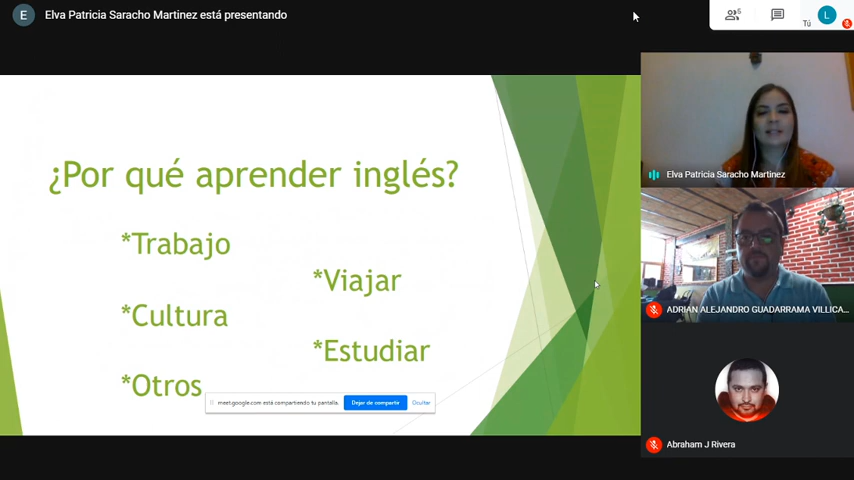 E
Elva Patricia Saracho Martinez está presentando
6
Tú
L
¿Por qué aprender inglés?
*Trabajo
*Viajar
*Cultura
*Estudiar
*Otros
meet.google.com está compartiendo tu pantalla.
Dejar de compartir
Ocultar
Elva Patricia Saracho Martinez
ADRIAN ALEJANDRO GUADARRAMA VILLICA...
Abraham J Rivera